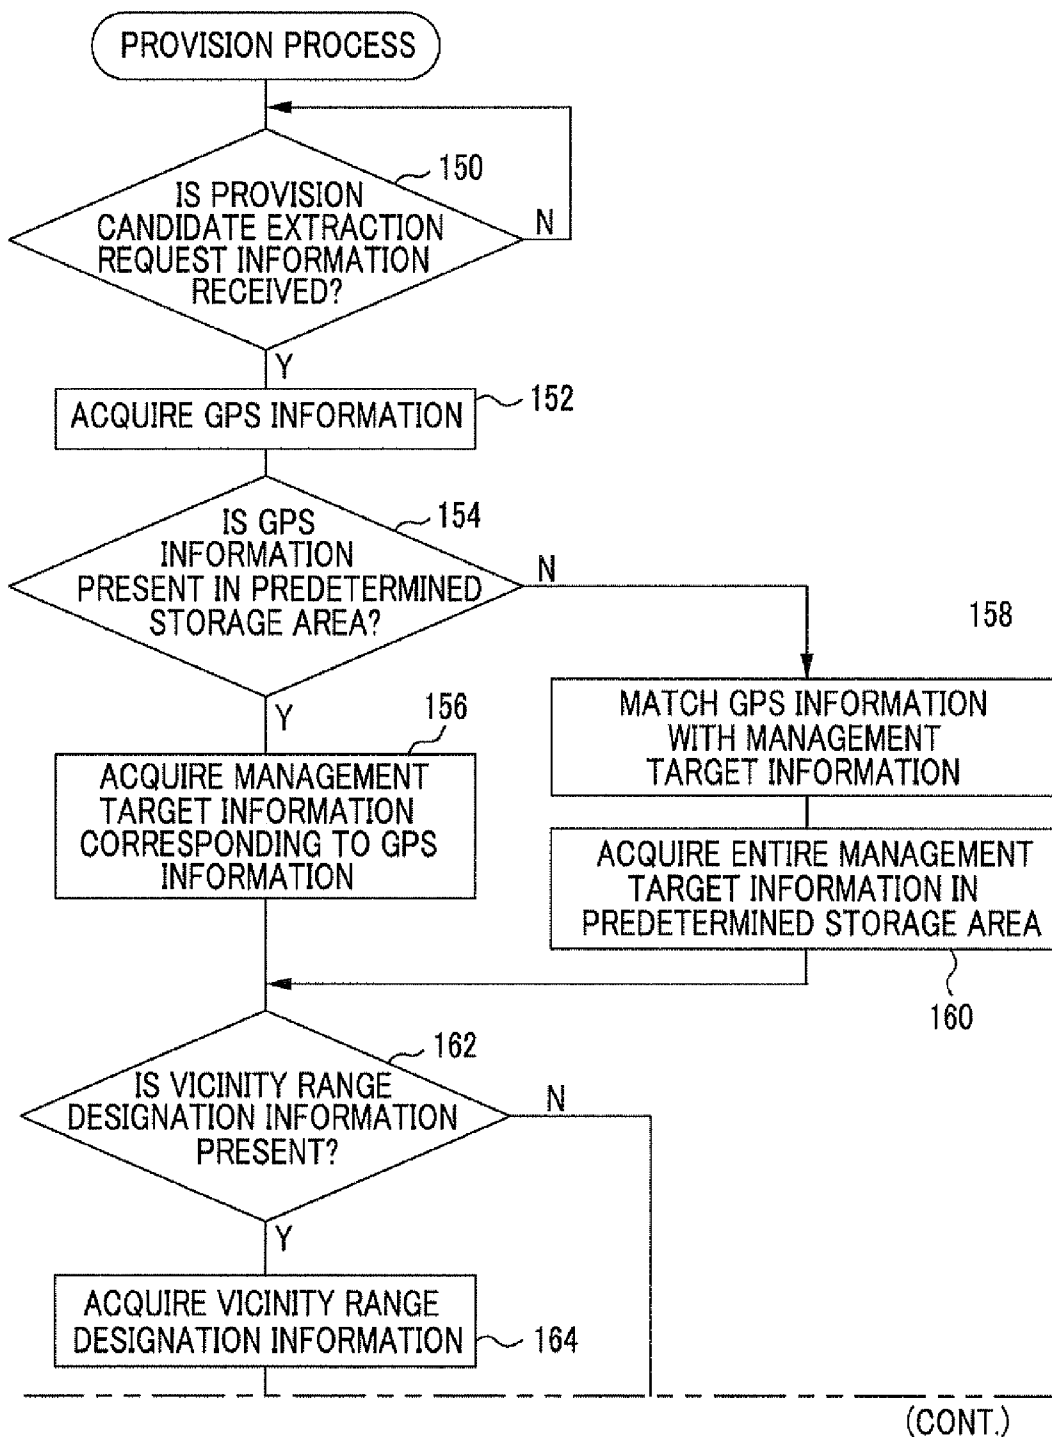 PROVISION PROCESS
150
IS PROVISION
CANDIDATE EXTRACTION
REQUEST INFORMATION
RECEIVED?
N
Y
ACQUIRE GPS INFORMATION
152
154
IS GPS
INFORMATION
PRESENT IN PREDETERMINED
STORAGE AREA?
N
Y
158
MATCH GPS INFORMATION
WITH MANAGEMENT
TARGET INFORMATION
156
ACQUIRE MANAGEMENT
TARGET INFORMATION
CORRESPONDING TO GPS
INFORMATION
ACQUIRE ENTIRE MANAGEMENT
TARGET INFORMATION IN
PREDETERMINED STORAGE AREA
160
162
IS VICINITY RANGE
DESIGNATION INFORMATION
PRESENT?
N
Y
ACQUIRE VICINITY RANGE
DESIGNATION INFORMATION
164
(CONT.)